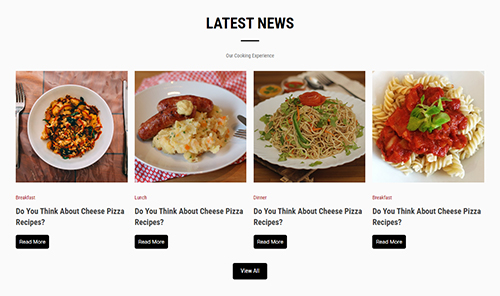 LATEST NEWS
Our Cooking Experience
Breakfast
Do You Think About Cheese Pizza
Recipes?
Read More
Lunch
Do You Think About Cheese Pizza
Recipes?
Read More
Dinner
Do You Think About Cheese Pizza
Recipes?
Read More
Breakfast
Do You Think About Cheese Pizza
Recipes?
Read More
View All